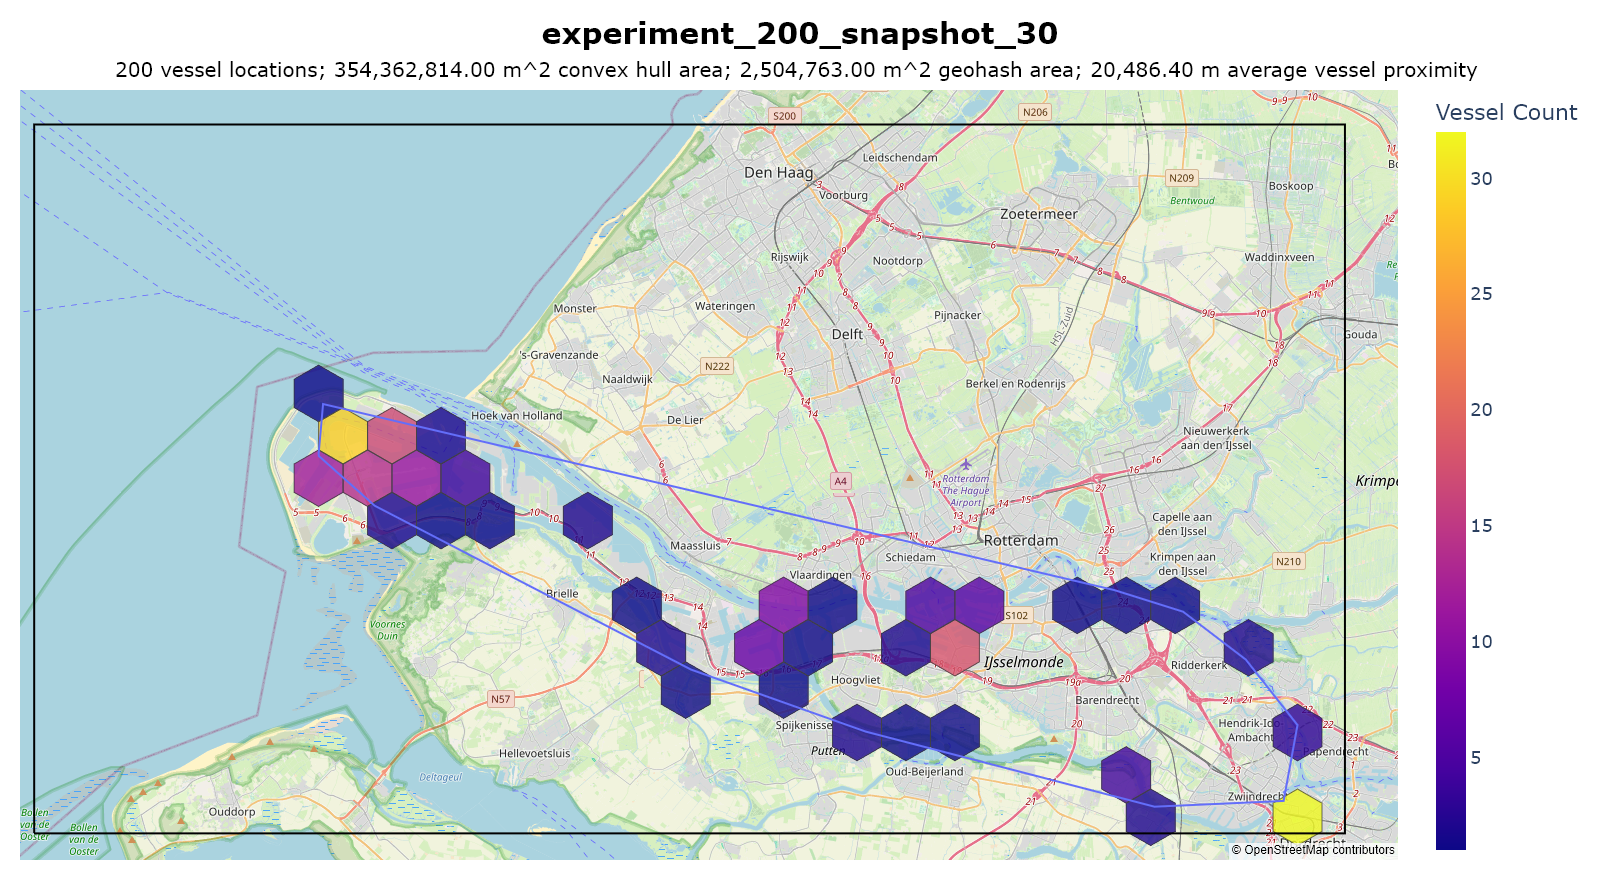 experiment_200_snapshot_30
200 vessel locations; 354,362,814.00 m^2 convex hull area; 2,504,763.00 m^2 geohash area; 20,486.40 m average vessel proximity
Vessel Count
30
25
20
15
10
5
S200
N206
Leidschendam
Den Haag
N209
Boskoop
Voorburg
Bentwoud
Zoetermeer
Rijswijk
Nootdorp
Waddinxveen
Monster
Wateringen
Pijnacker
HSL-Zuid
Delft
Gouda
's-Gravenzande
N222
Naaldwijk
Berkel en Rodenrijs
Hoek van Holland
De Lier
Nieuwerkerk
aan den IJssel
A4
Rotterdam
The Hague
Airport
Krimpe
Capelle aan
den IJssel
Maassluis
Rotterdam
Schiedam
Krimpen aan
den IJssel
N210
Vlaardingen
Brielle
S102
Voornes
Duin
IJsselmonde
Ridderkerk
Hoogvliet
N57
Barendrecht
Spijkenisse
Hendrik-Ido-
Ambacht
Putten
Papendrecht
Hellevoetsluis
Oud-Beijerland
Deltageul
Zwijndrecht
Ouddorp
Bollen
van de
Ooster
Bollen
van de
Ooster
© OpenStreetMap contributors